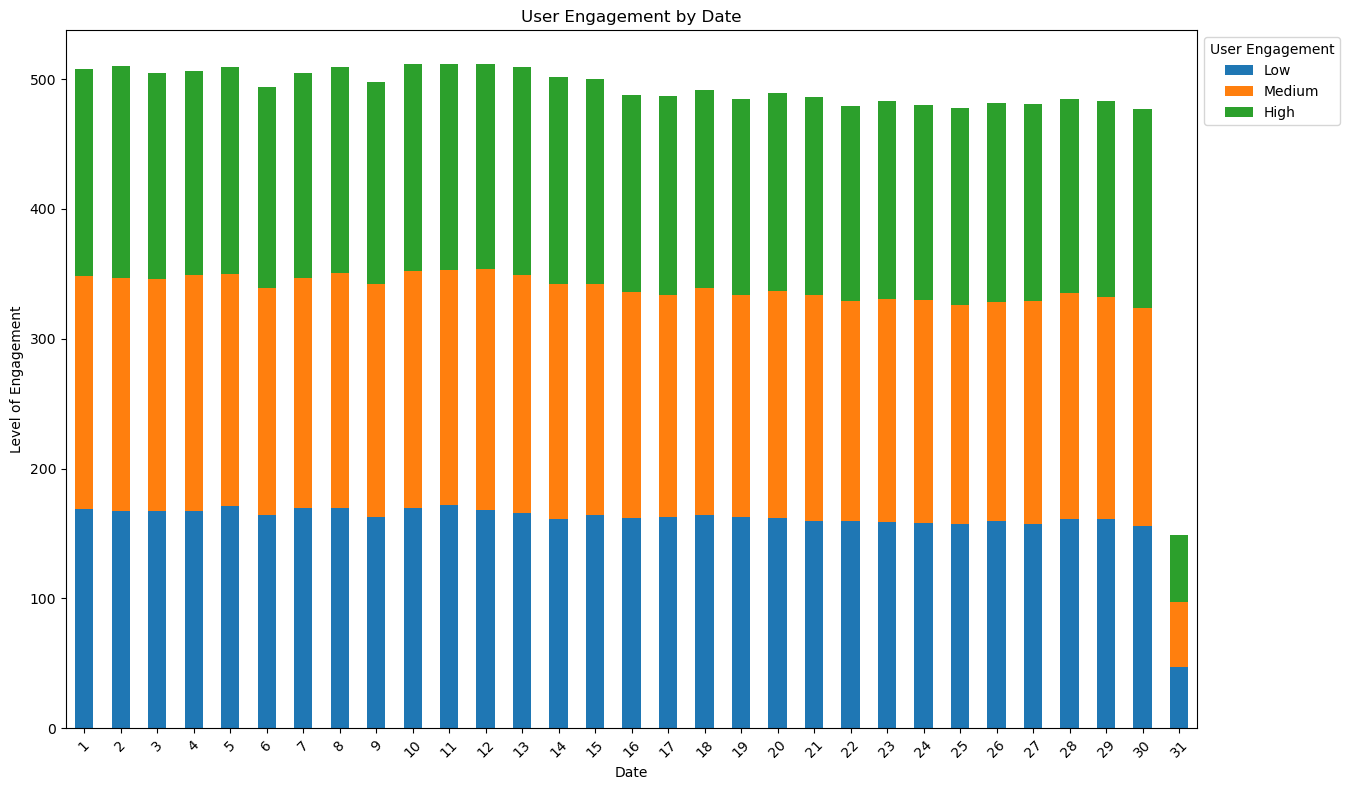 User Engagement by Date
User Engagement
Low
Medium
High
Level of Engagement
500
400
300
200
100
0
1 2 3 4 5 6 7 8 9 10 11 12 13 14 15 16 17 18 19 20 21 22 23 24 25 26 27 28 29 30 31
Date